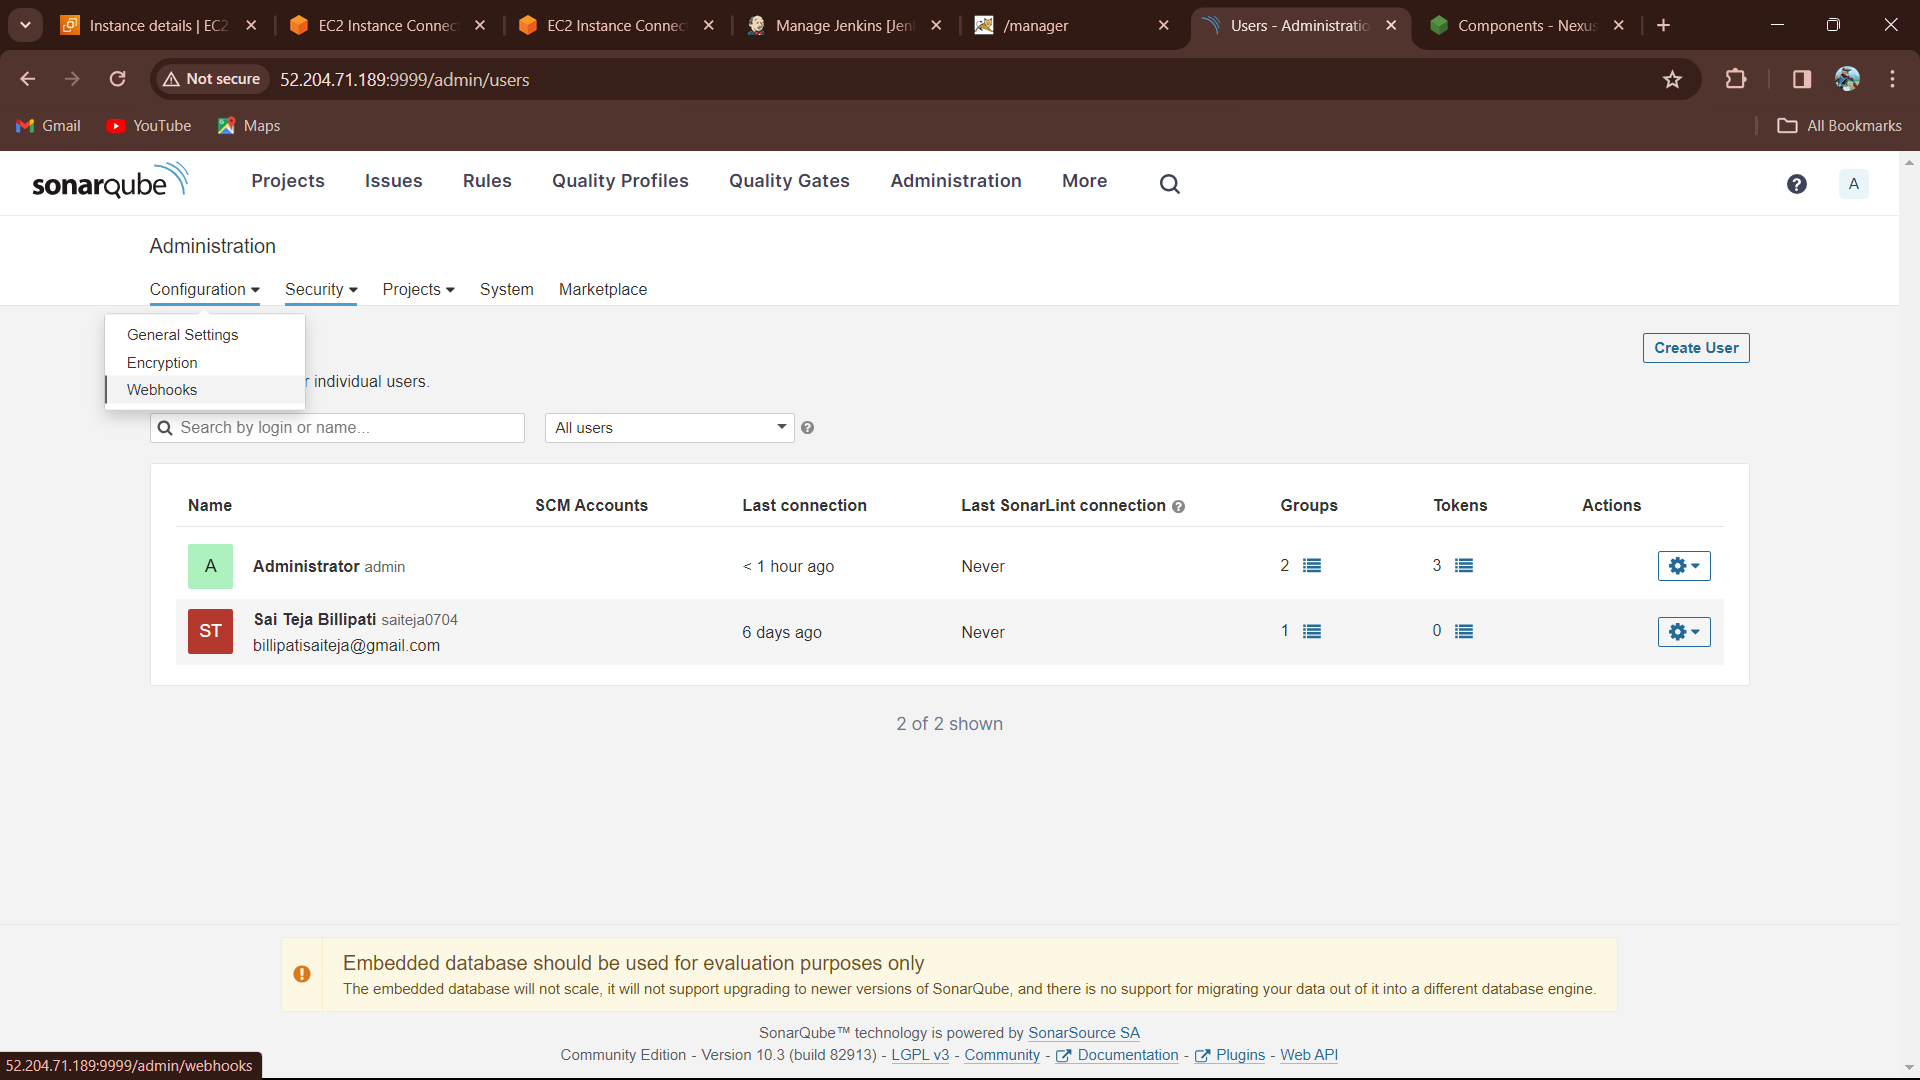 Instance details | EC2
EC2 Instance Connec
EC2 Instance Connec
Manage Jenkins [Jen
/manager
Users - Administratio
Components - Nexus
Not secure
52.204.71.189:9999/admin/users
Gmail
YouTube
Maps
All Bookmarks
sonarqube
Projects
Issues
Rules
Quality Profiles
Quality Gates
Administration
More
A
Administration
Configuration
Security
Projects
System
Marketplace
General Settings
Encryption
Webhooks
Create User
r individual users.
Search by login or name...
All users
Name
SCM Accounts
Last connection
Last SonarLint connection
Groups
Tokens
Actions
A
Administrator admin
< 1 hour ago
Never
2
3
ST
Sai Teja Billipati saiteja0704
billipatisaiteja@gmail.com
6 days ago
Never
1
0
2 of 2 shown
Embedded database should be used for evaluation purposes only
The embedded database will not scale, it will not support upgrading to newer versions of SonarQube, and there is no support for migrating your data out of it into a different database engine.
SonarQube™ technology is powered by SonarSource SA
Community Edition - Version 10.3 (build 82913) - LGPL v3 - Community - Documentation - Plugins - Web API
52.204.71.189:9999/admin/webhooks